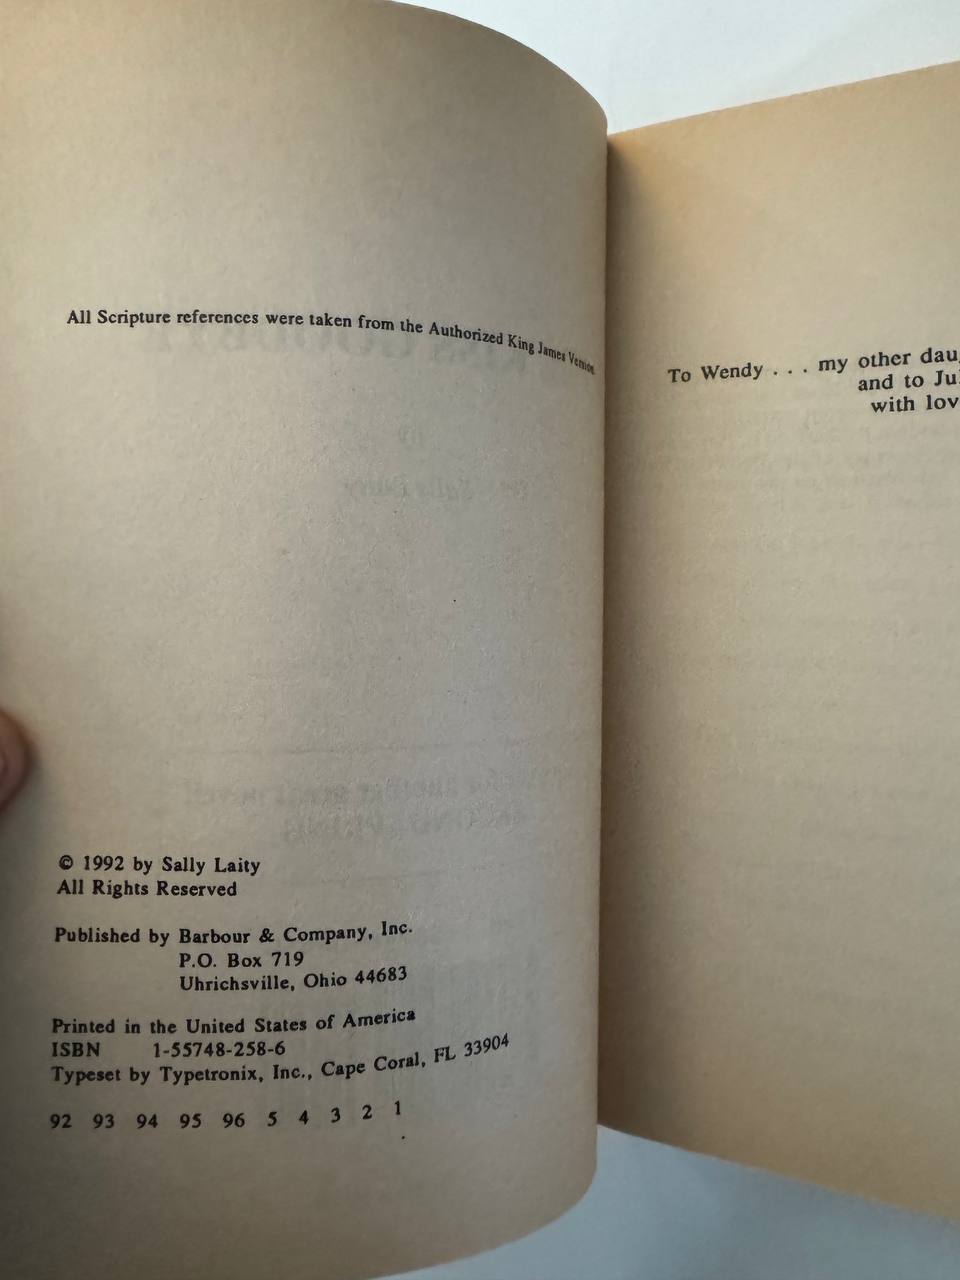 All Scripture references were taken from the Authorized King James Version.
© 1992 by Sally Laity
All Rights Reserved
Published by Barbour & Company, Inc.
P.O. Box 719
Uhrichsville, Ohio 44683
Printed in the United States of America
ISBN 1-55748-258-6
Typeset by Typetronix, Inc., Cape Coral, FL 33904
92 93 94 95 96 5 4 3 2 1
To Wendy . . . my other
and to
with